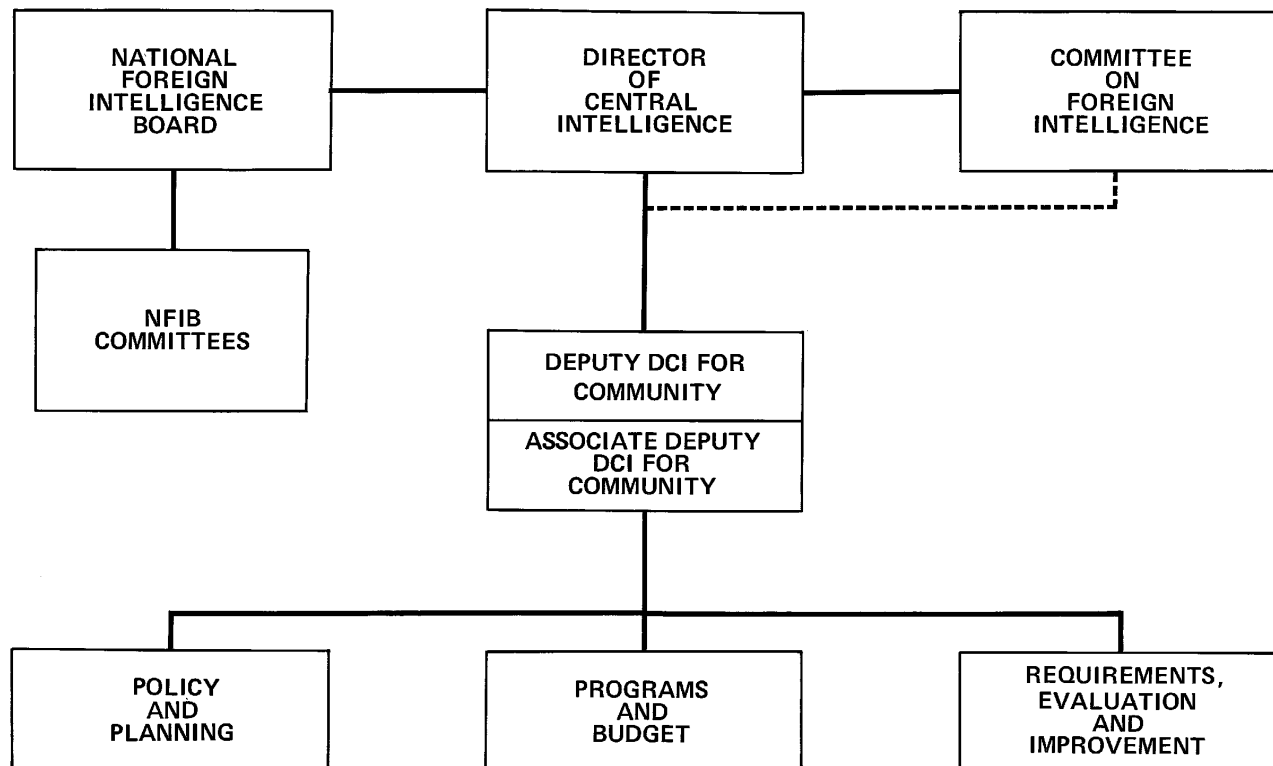 NATIONAL
FOREIGN
INTELLIGENCE
BOARD
DIRECTOR
OF
CENTRAL
INTELLIGENCE
COMMITTEE
ON
FOREIGN
INTELLIGENCE
NFIB
COMMITTEES
DEPUTY DCI FOR
COMMUNITY
ASSOCIATE DEPUTY
DCI FOR
COMMUNITY
POLICY
AND
PLANNING
PROGRAMS
AND
BUDGET
REQUIREMENTS,
EVALUATION
AND
IMPROVEMENT